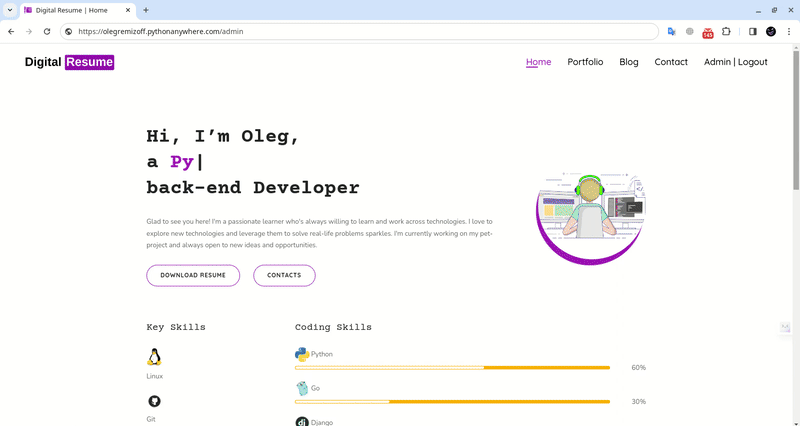 Digital Resume | Home
https://olegremizoff.pythonanywhere.com/admin
145
Digital Resume
Home Portfolio Blog Contact Admin | Logout
Hi, I’m Oleg,
a Py|
back-end Developer
Glad to see you here! I'm a passionate learner who's always willing to learn and work across technologies. I love to
explore new technologies and leverage them to solve real-life problems sparkles. I'm currently working on my pet-
project and always open to new ideas and opportunities.
DOWNLOAD RESUME CONTACTS
Key Skills
Linux
Git
Coding Skills
Python
60%
Go
30%
Django